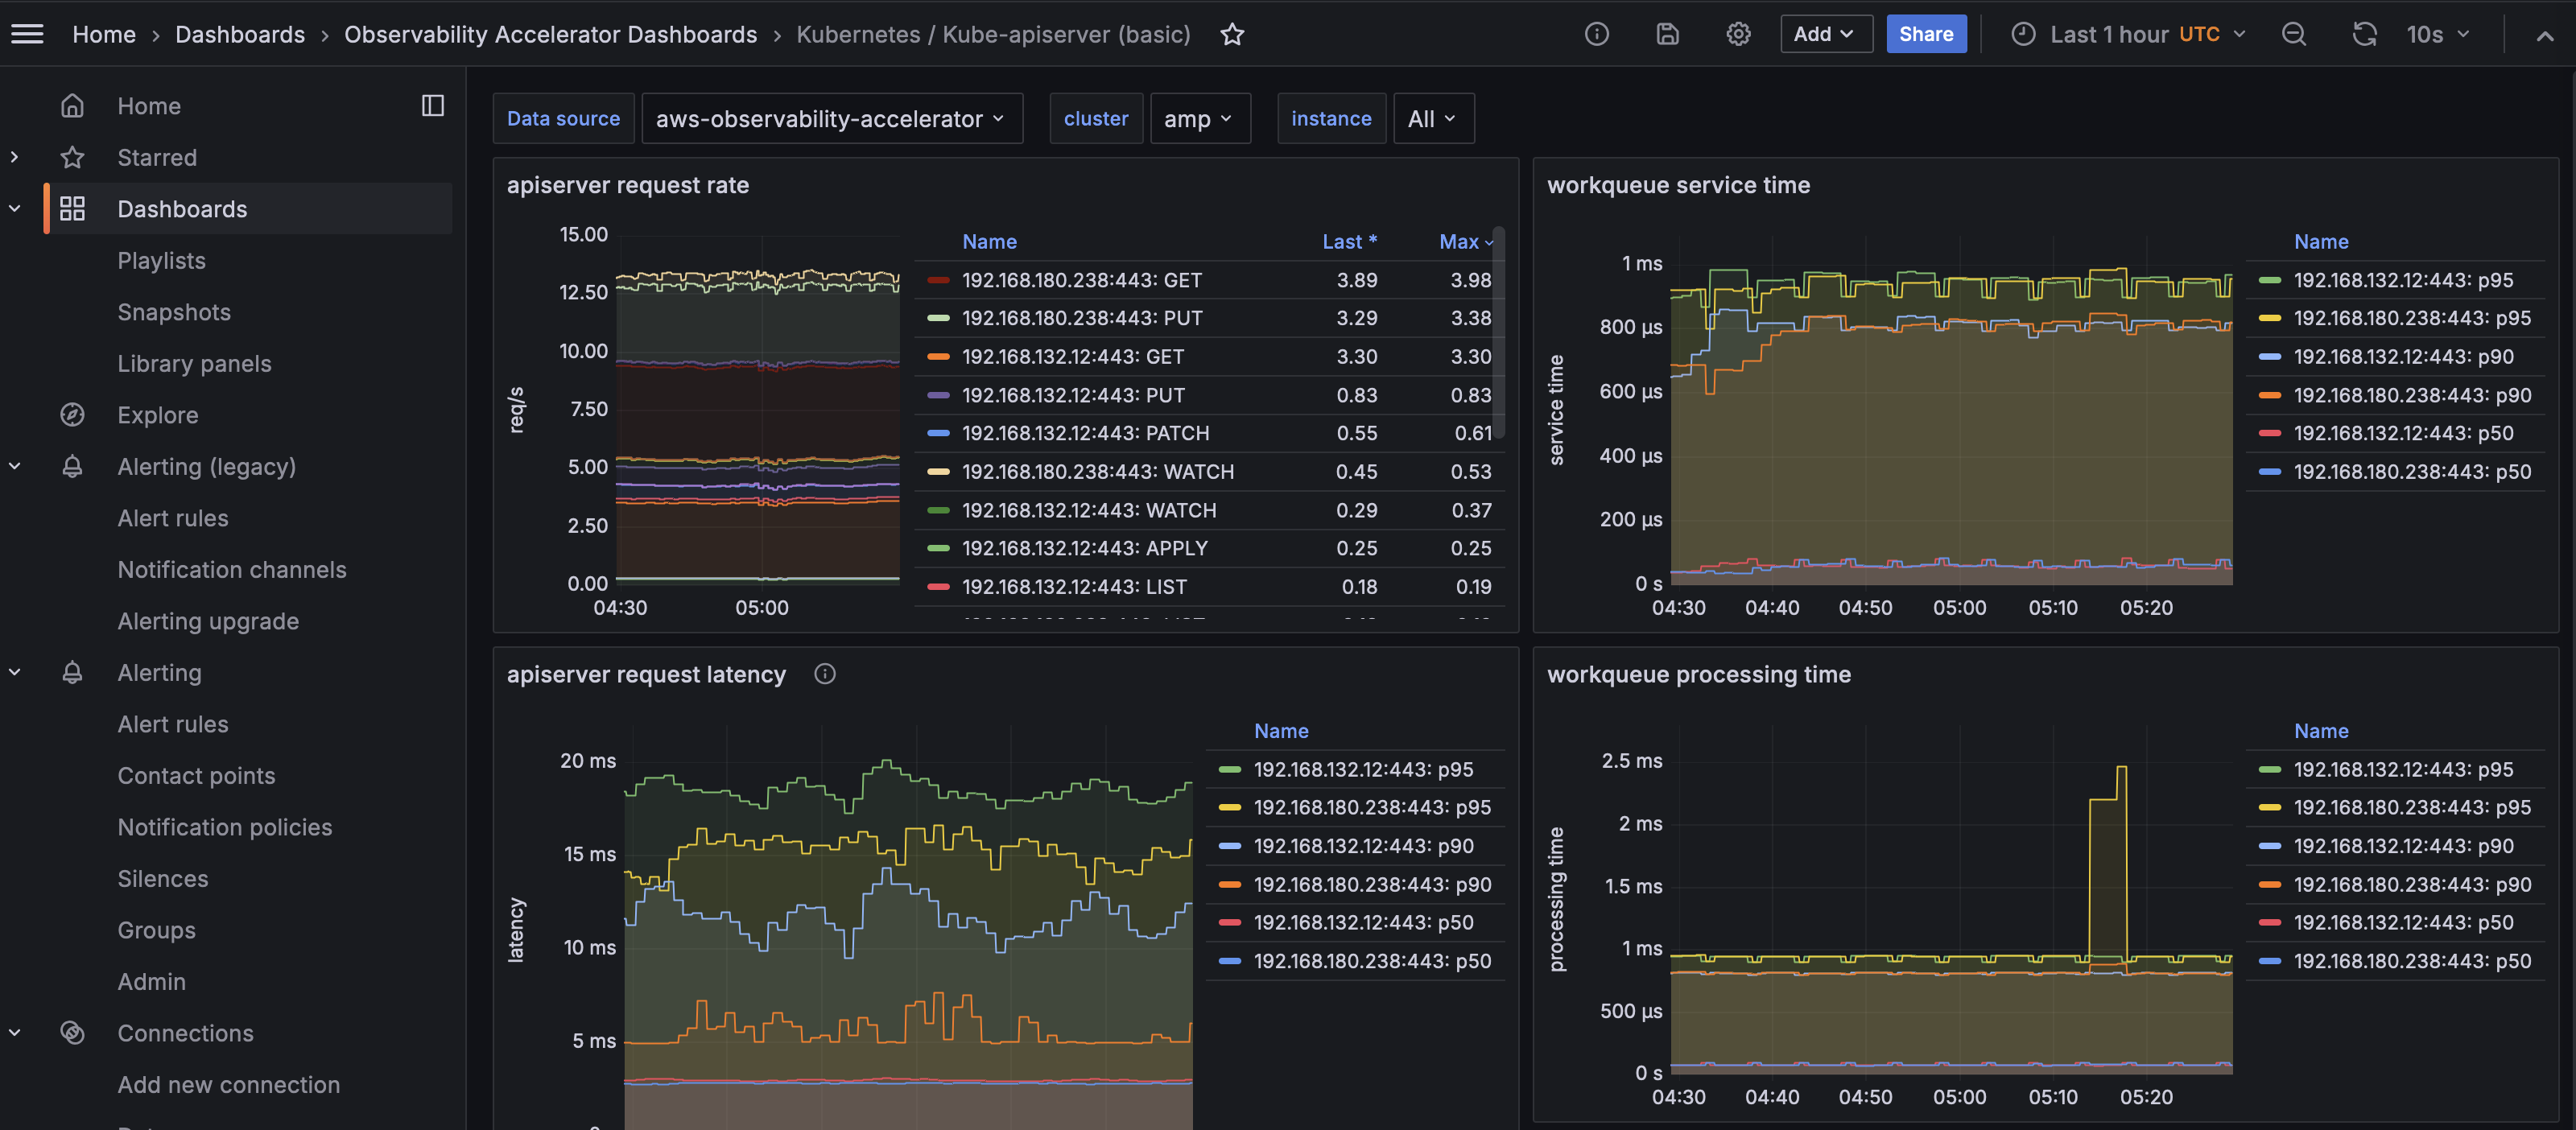 Home › Dashboards › Observability Accelerator Dashboards › Kubernetes / Kube-apiserver (basic)
Add
Share
Last 1 hour UTC
10s
Home
Starred
Dashboards
Playlists
Snapshots
Library panels
Explore
Alerting (legacy)
Alert rules
Notification channels
Alerting upgrade
Alerting
Alert rules
Contact points
Notification policies
Silences
Groups
Admin
Connections
Add new connection
Data source aws-observability-accelerator cluster amp instance All
apiserver request rate
req/s
15.00
12.50
10.00
7.50
5.00
2.50
0.00
04:30 05:00
Name Last * Max
192.168.180.238:443: GET 3.89 3.98
192.168.180.238:443: PUT 3.29 3.38
192.168.132.12:443: GET 3.30 3.30
192.168.132.12:443: PUT 0.83 0.83
192.168.132.12:443: PATCH 0.55 0.61
192.168.180.238:443: WATCH 0.45 0.53
192.168.132.12:443: WATCH 0.29 0.37
192.168.132.12:443: APPLY 0.25 0.25
192.168.132.12:443: LIST 0.18 0.19
workqueue service time
service time
1 ms
800 µs
600 µs
400 µs
200 µs
0 s
04:30 04:40 04:50 05:00 05:10 05:20
Name
192.168.132.12:443: p95
192.168.180.238:443: p95
192.168.132.12:443: p90
192.168.180.238:443: p90
192.168.132.12:443: p50
192.168.180.238:443: p50
apiserver request latency
latency
20 ms
15 ms
10 ms
5 ms
Name
192.168.132.12:443: p95
192.168.180.238:443: p95
192.168.132.12:443: p90
192.168.180.238:443: p90
192.168.132.12:443: p50
192.168.180.238:443: p50
workqueue processing time
processing time
2.5 ms
2 ms
1.5 ms
1 ms
500 µs
0 s
04:30 04:40 04:50 05:00 05:10 05:20
Name
192.168.132.12:443: p95
192.168.180.238:443: p95
192.168.132.12:443: p90
192.168.180.238:443: p90
192.168.132.12:443: p50
192.168.180.238:443: p50